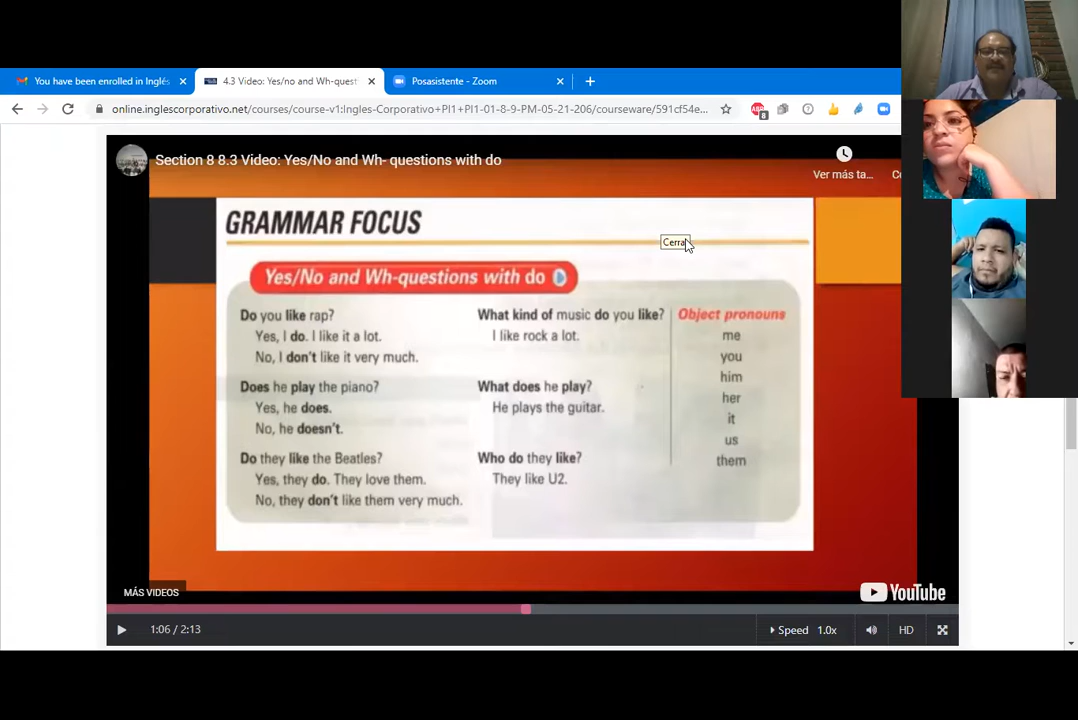 You have been enrolled in Inglés
4.3 Video: Yes/no and Wh-quest
Posasistente - Zoom
online.inglescorporativo.net/courses/course-v1:Ingles-Corporativo+PI1+PI1-01-8-9-PM-05-21-206/courseware/591cf54e...
8
Section 8 8.3 Video: Yes/No and Wh- questions with do
Ver más ta...
GRAMMAR FOCUS
Cerra
Yes/No and Wh-questions with do
Do you like rap?
Yes, I do. I like it a lot.
No, I don't like it very much.
Does he play the piano?
Yes, he does.
No, he doesn't.
Do they like the Beatles?
Yes, they do. They love them.
No, they don't like them very much.
What kind of music do you like?
I like rock a lot.
What does he play?
He plays the guitar.
Who do they like?
They like U2.
Object pronouns
me
you
him
her
it
us
them
MÁS VIDEOS
YouTube
1:06 / 2:13
Speed 1.0x
HD